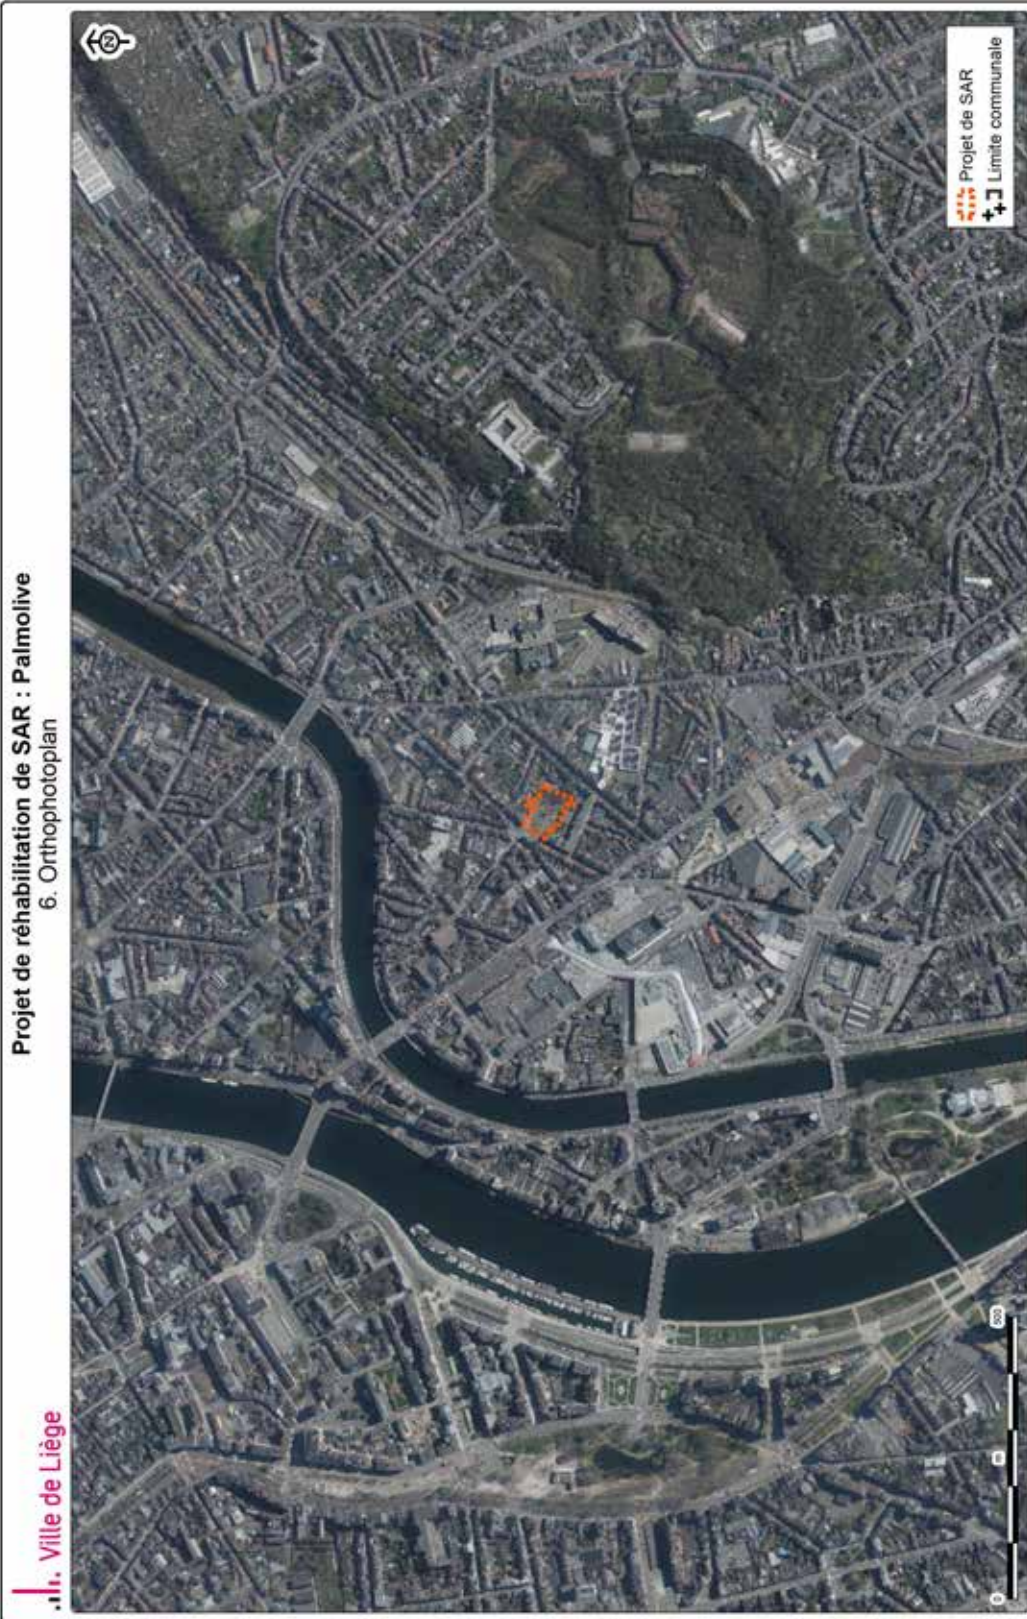 Projet de réhabilitation de SAR : Palmolive
6. Orthophotoplan
Ville de Liège
N
Projet de SAR
Limite communale
0
500